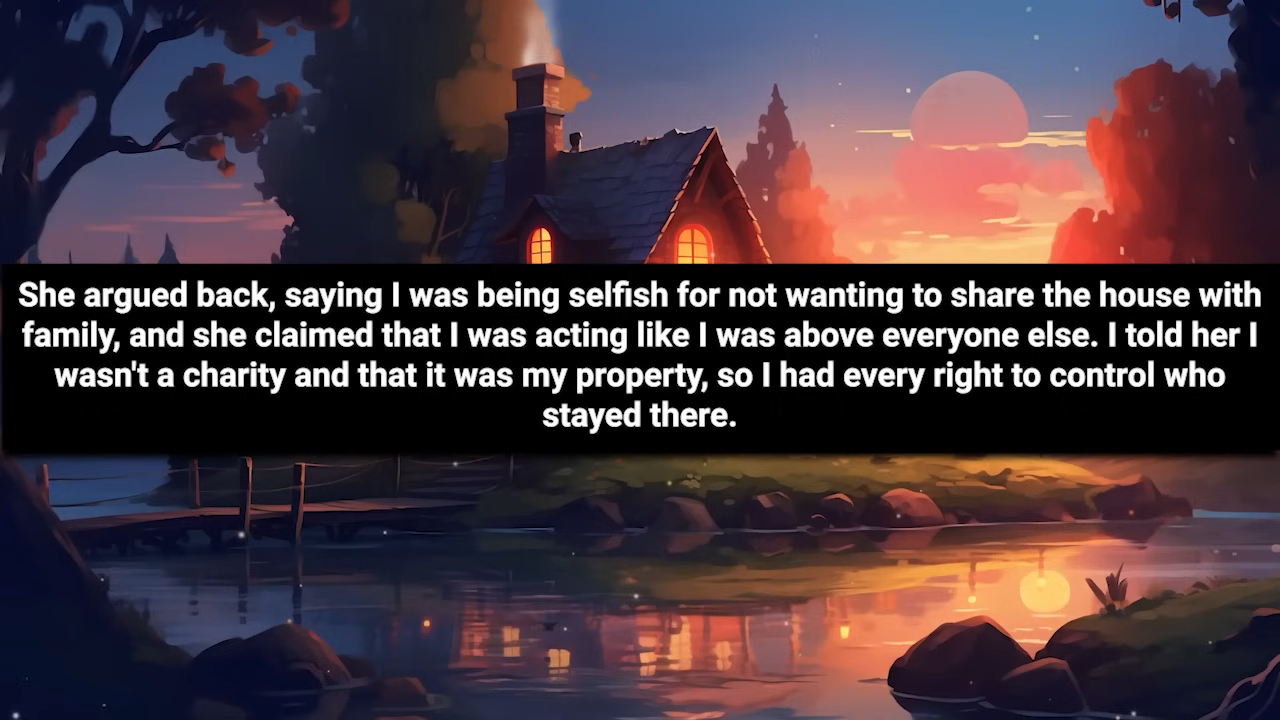 She argued back, saying I was being selfish for not wanting to share the house with
family, and she claimed that I was acting like I was above everyone else. I told her I
wasn't a charity and that it was my property, so I had every right to control who
stayed there.